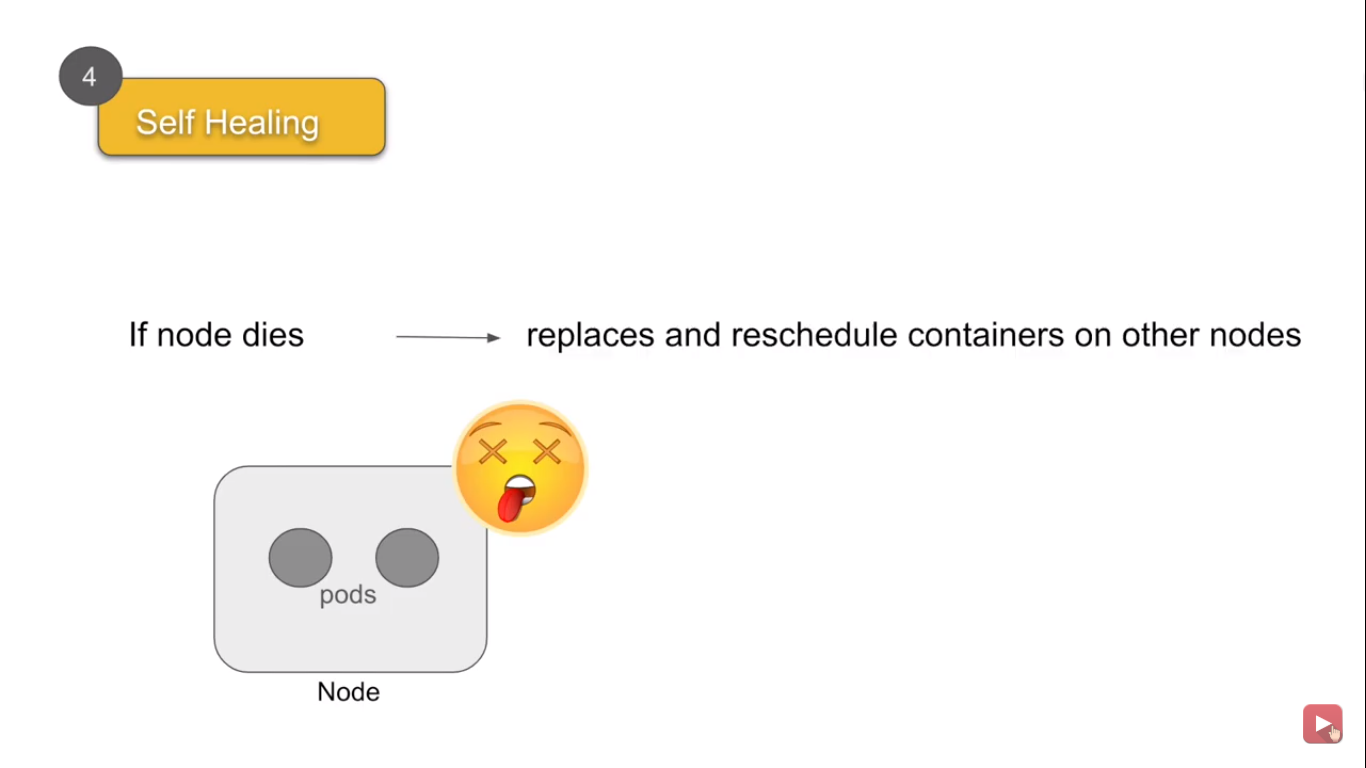 4
Self Healing
If node dies
replaces and reschedule containers on other nodes
pods
Node